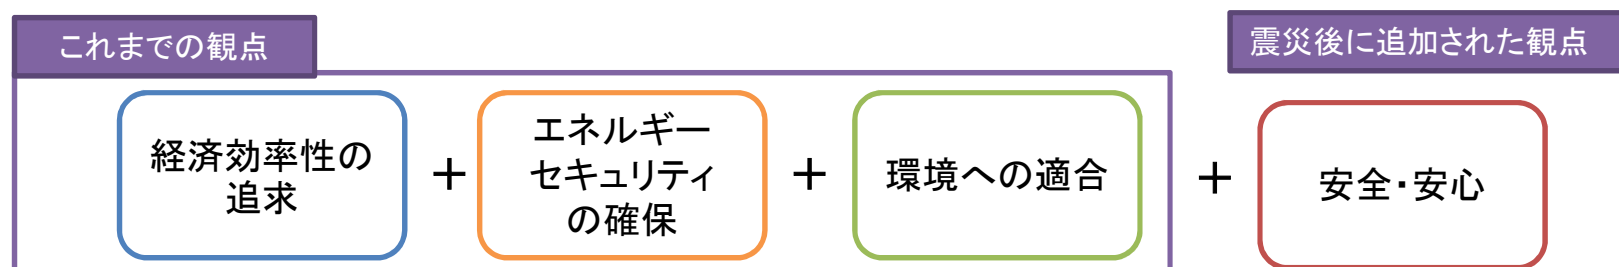 これまでの観点
震災後に追加された観点
経済効率性の
追求
+
エネルギー
セキュリティ
の確保
+
環境への適合
+
安全・安心